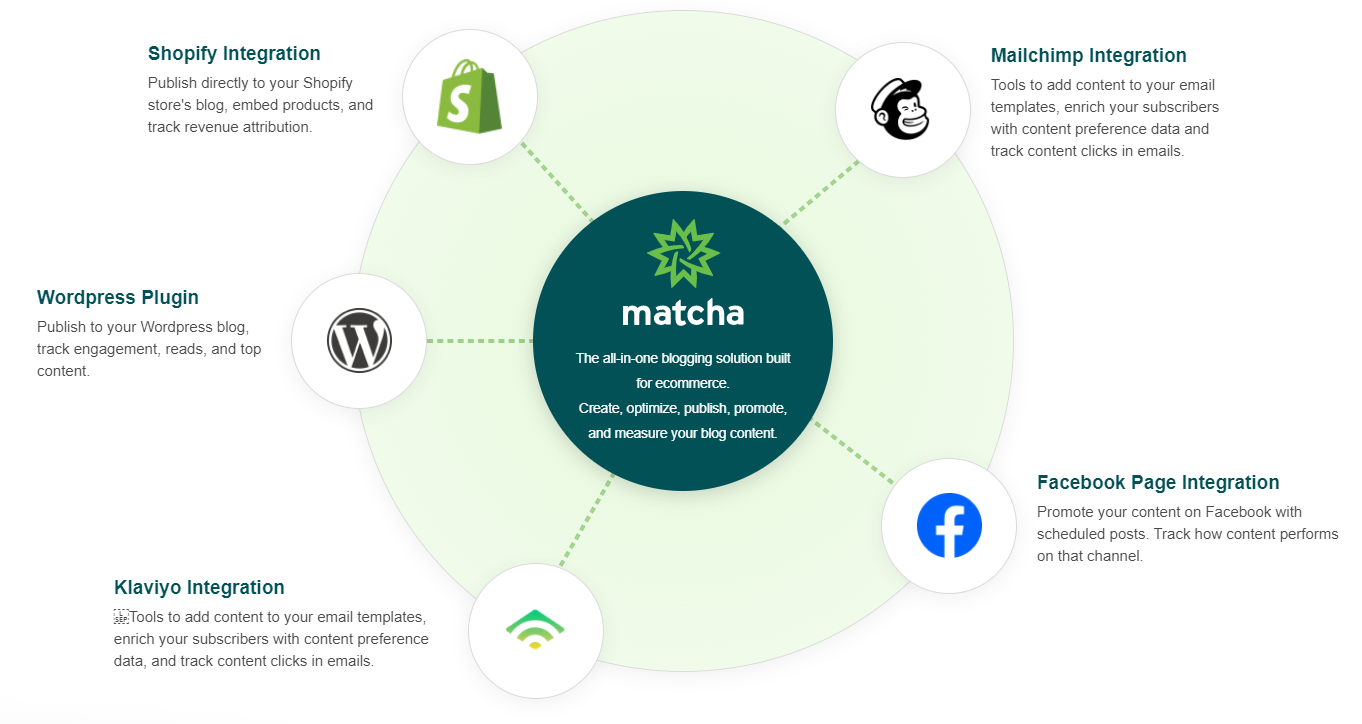 Shopify Integration
Publish directly to your Shopify
store's blog, embed products, and
track revenue attribution.
Mailchimp Integration
Tools to add content to your email
templates, enrich your subscribers
with content preference data and
track content clicks in emails.
matcha
The all-in-one blogging solution built
for ecommerce.
Create, optimize, publish, promote,
and measure your blog content.
Wordpress Plugin
Publish to your Wordpress blog,
track engagement, reads, and top
content.
Facebook Page Integration
Promote your content on Facebook with
scheduled posts. Track how content performs
on that channel.
Klaviyo Integration
Tools to add content to your email templates,
enrich your subscribers with content preference
data, and track content clicks in emails.